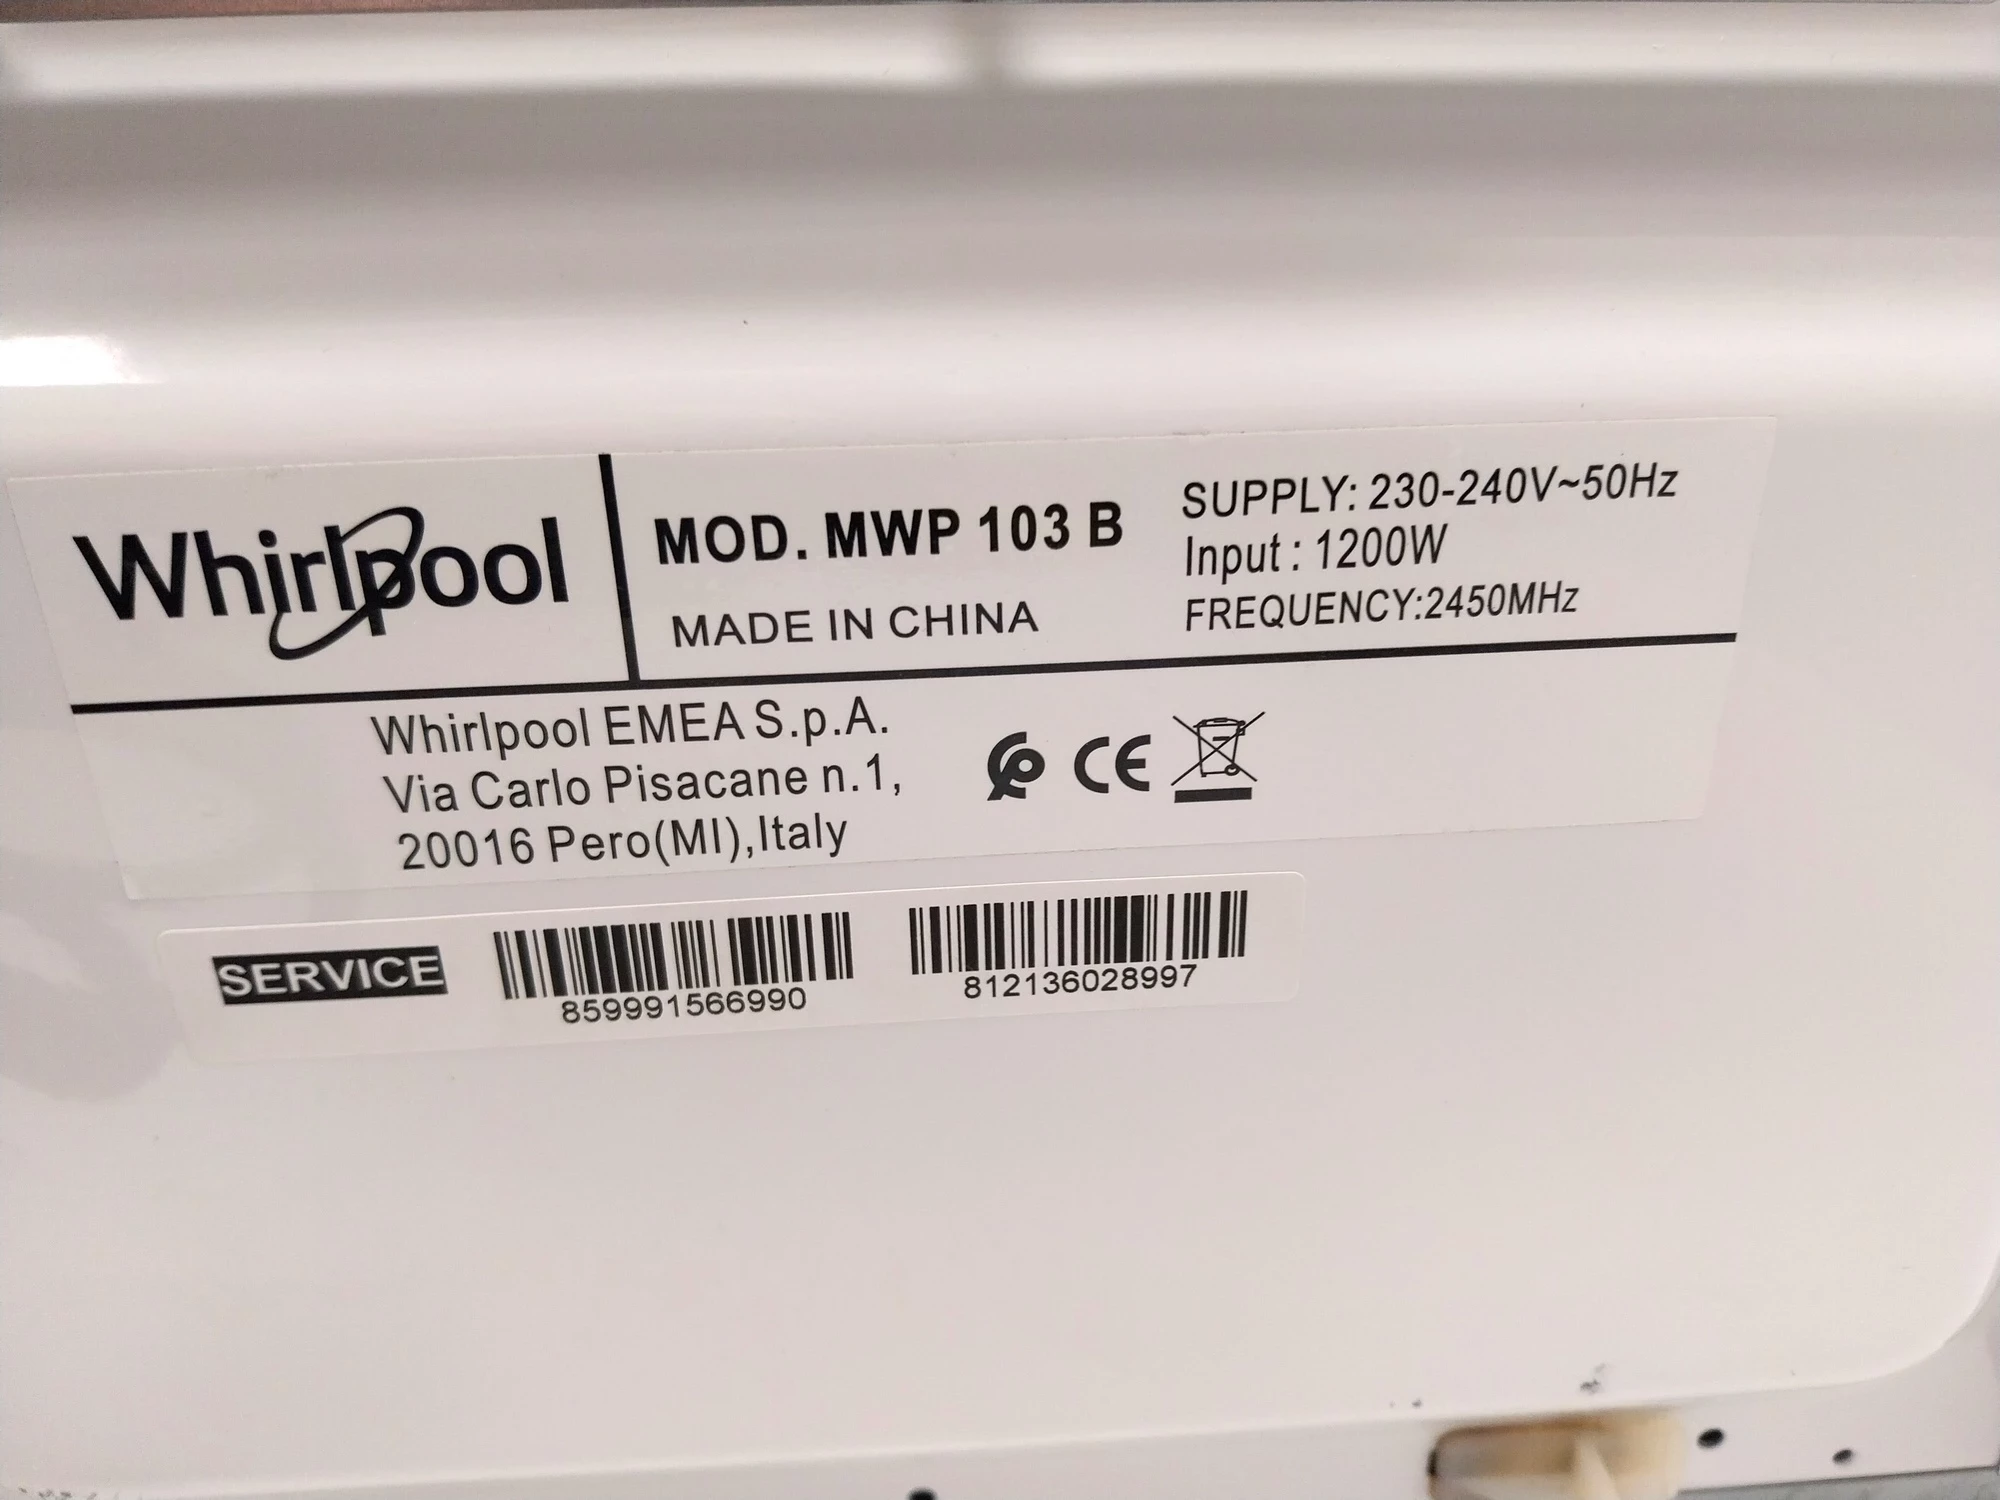 Whirlpool
MOD. MWP 103 B
MADE IN CHINA
SUPPLY: 230-240V~50Hz
Input : 1200W
FREQUENCY:2450MHz
Whirlpool EMEA S.p.A.
Via Carlo Pisacane n.1,
20016 Pero(MI),Italy
CE
SERVICE
859991566990
812136028997